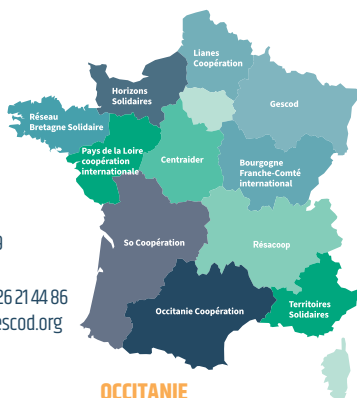 Lianes
Coopération
Horizons
Solidaires
Gescod
Réseau
Bretagne Solidaire
Pays de la Loire
coopération
internationale
Centraider
Bourgogne
Franche-Comté
international
9
So Coopération
Résacoop
26 21 44 86
escod.org
Occitanie Coopération
Territoires
Solidaires
OCCITANIE